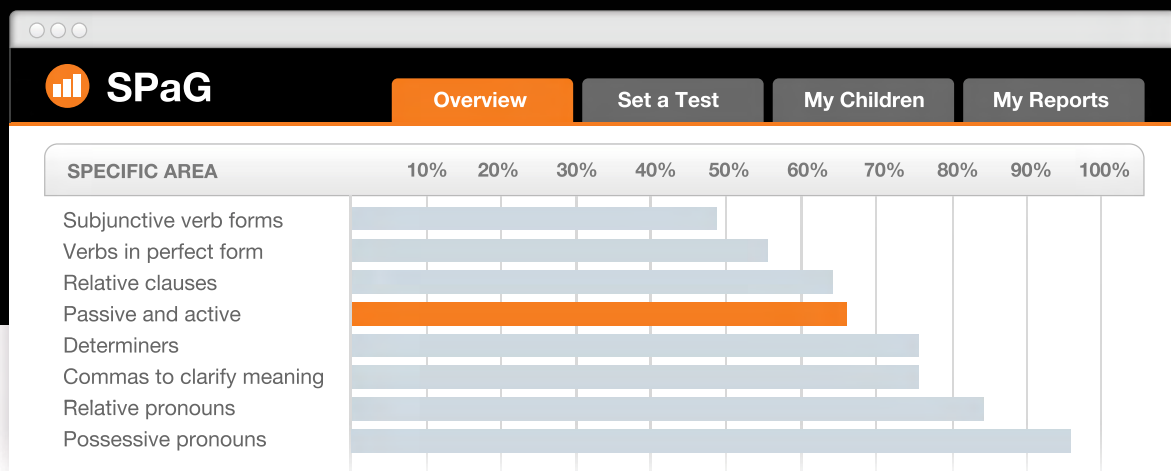 SPaG
Overview Set a Test My Children My Reports
SPECIFIC AREA 10% 20% 30% 40% 50% 60% 70% 80% 90% 100%
Subjunctive verb forms
Verbs in perfect form
Relative clauses
Passive and active
Determiners
Commas to clarify meaning
Relative pronouns
Possessive pronouns